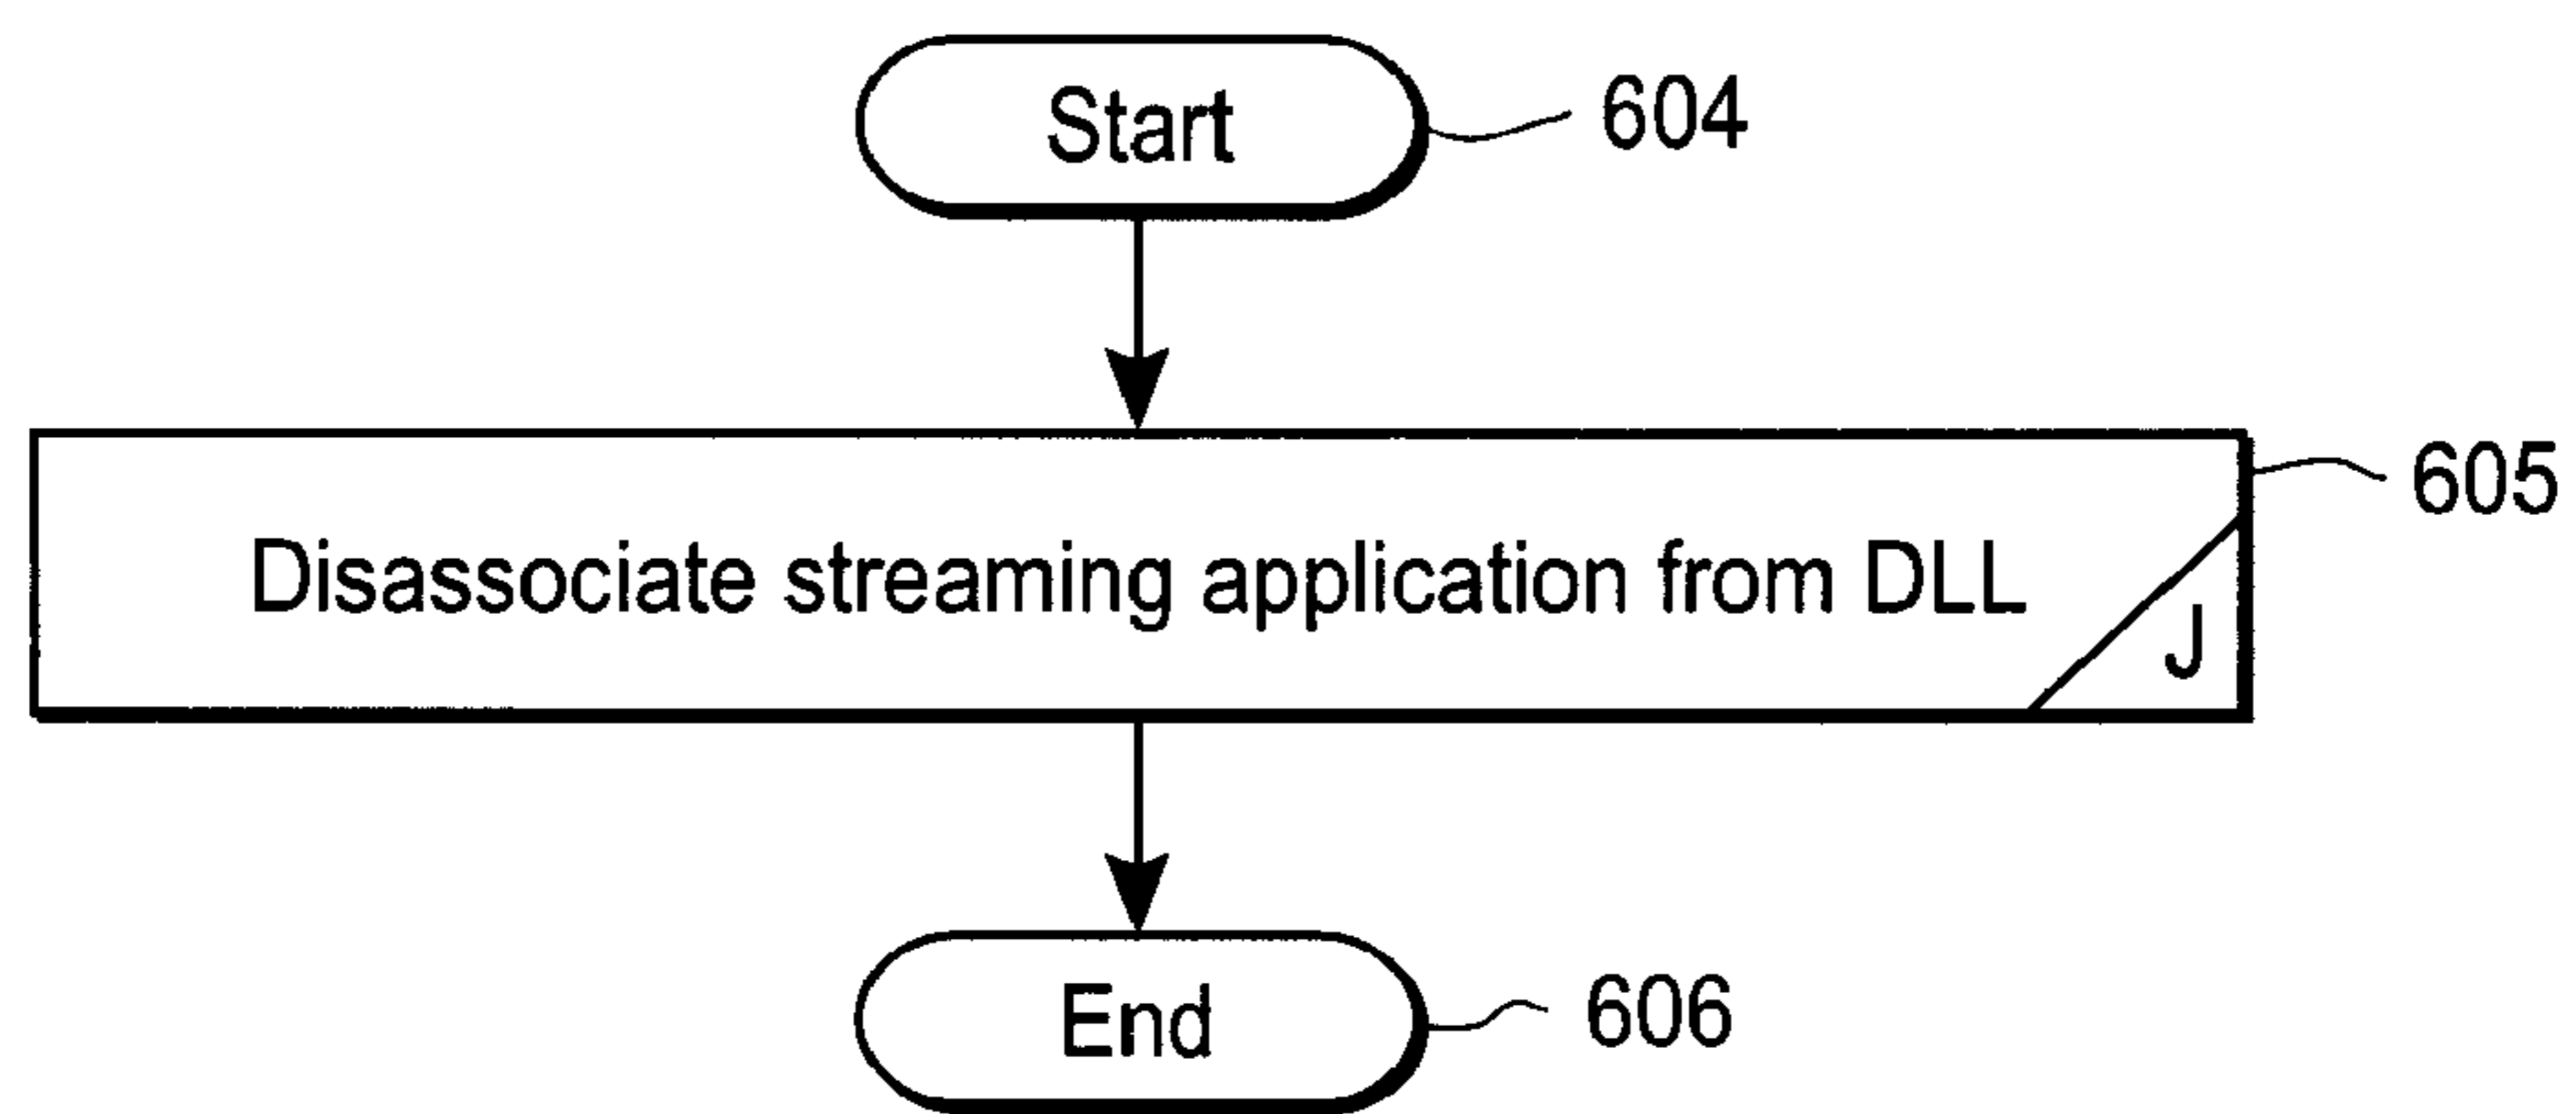 Start
604
605
Disassociate streaming application from DLL
J
End
606